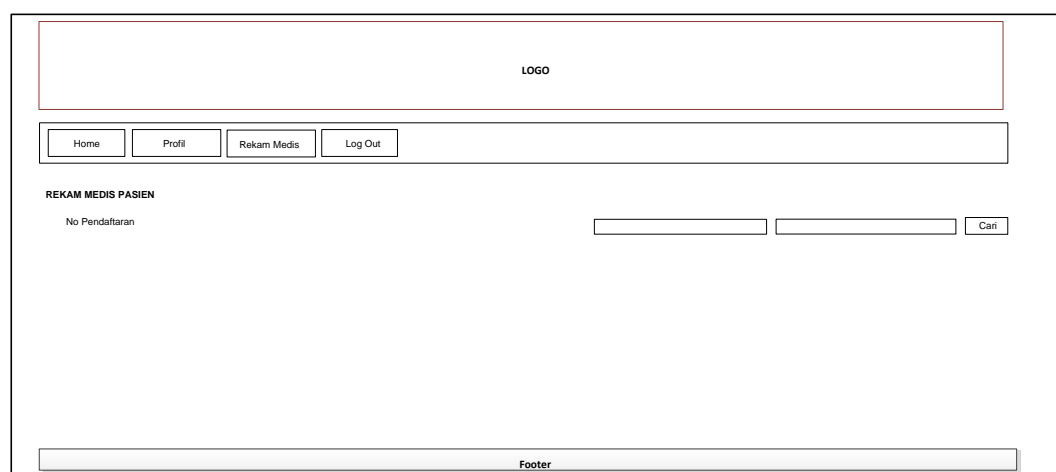 LOGO
Home Profil Rekam Medis Log Out
REKAM MEDIS PASIEN
No Pendaftaran Cari
Footer